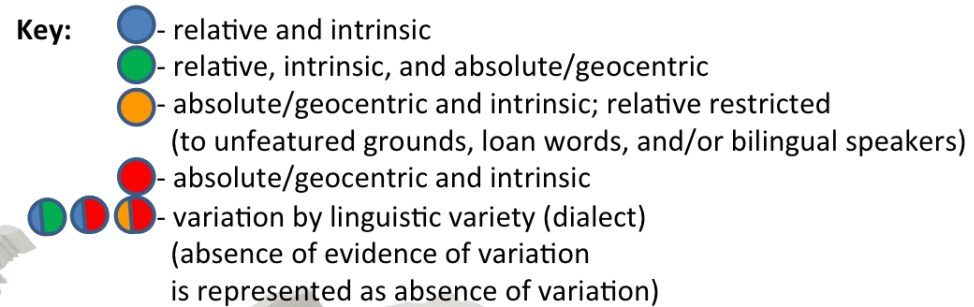 Key: - relative and intrinsic
- relative, intrinsic, and absolute/geocentric
- absolute/geocentric and intrinsic; relative restricted
(to unfeatured grounds, loan words, and/or bilingual speakers)
- absolute/geocentric and intrinsic
- variation by linguistic variety (dialect)
(absence of evidence of variation
is represented as absence of variation)